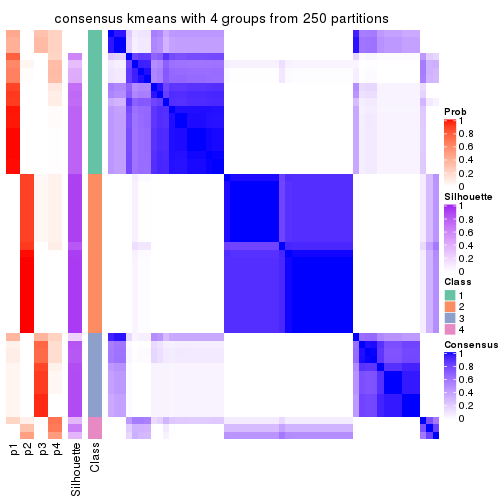 consensus kmeans with 4 groups from 250 partitions
Prob
1
0.8
0.6
0.4
0.2
0
Silhouette
1
0.8
0.6
0.4
0.2
0
Class
1
2
3
4
Consensus
1
0.8
0.6
0.4
0.2
0
p1
p2
p3
p4
Silhouette
Class